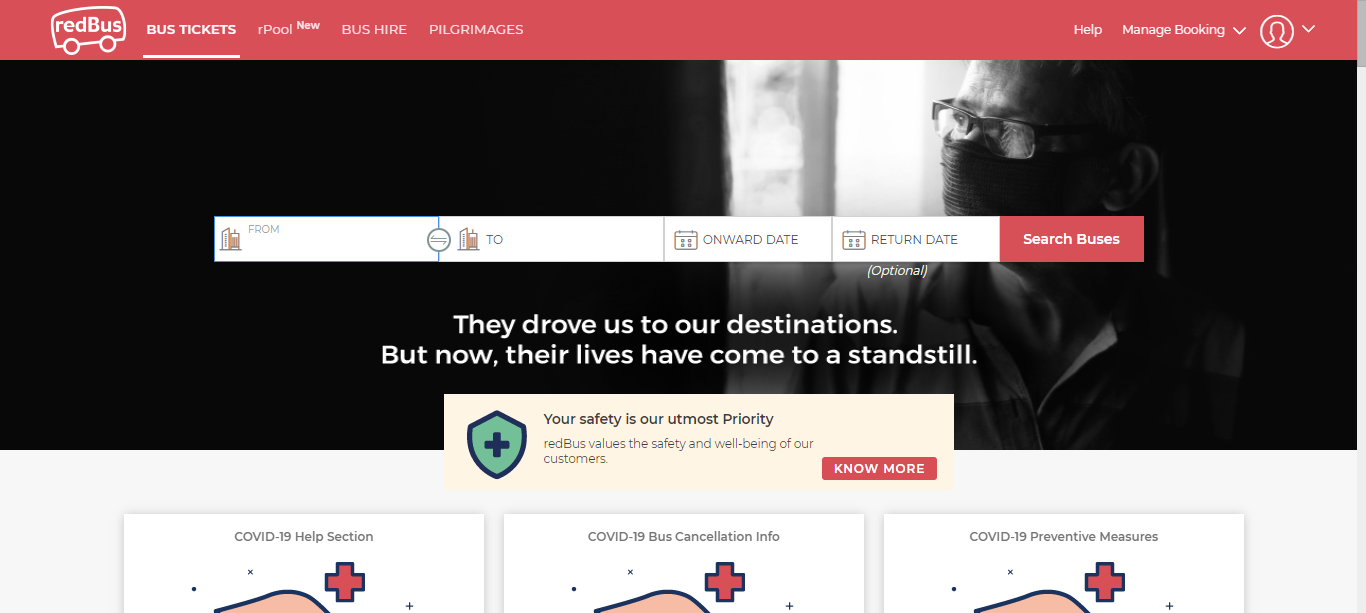 redBus
BUS TICKETS
rPool New
BUS HIRE
PILGRIMAGES
Help
Manage Booking
FROM
TO
ONWARD DATE
RETURN DATE
Search Buses
(Optional)
They drove us to our destinations.
But now, their lives have come to a standstill.
Your safety is our utmost Priority
redBus values the safety and well-being of our
customers.
KNOW MORE
COVID-19 Help Section
COVID-19 Bus Cancellation Info
COVID-19 Preventive Measures